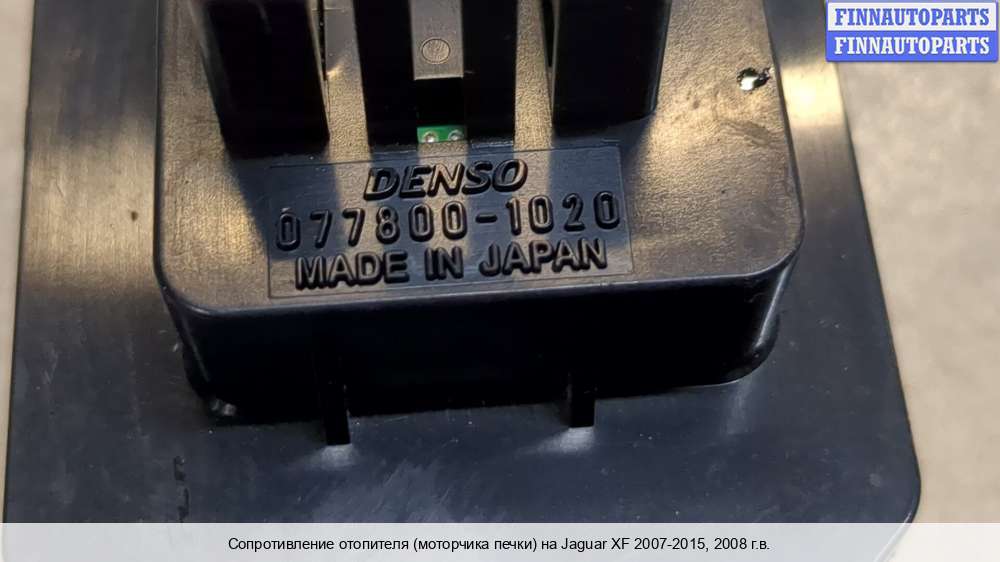 FINNAUTOPARTS
FINNAUTOPARTS
DENSO
077800-1020
MADE IN JAPAN
Сопротивление отопителя (моторчика печки) на Jaguar XF 2007-2015, 2008 г.в.